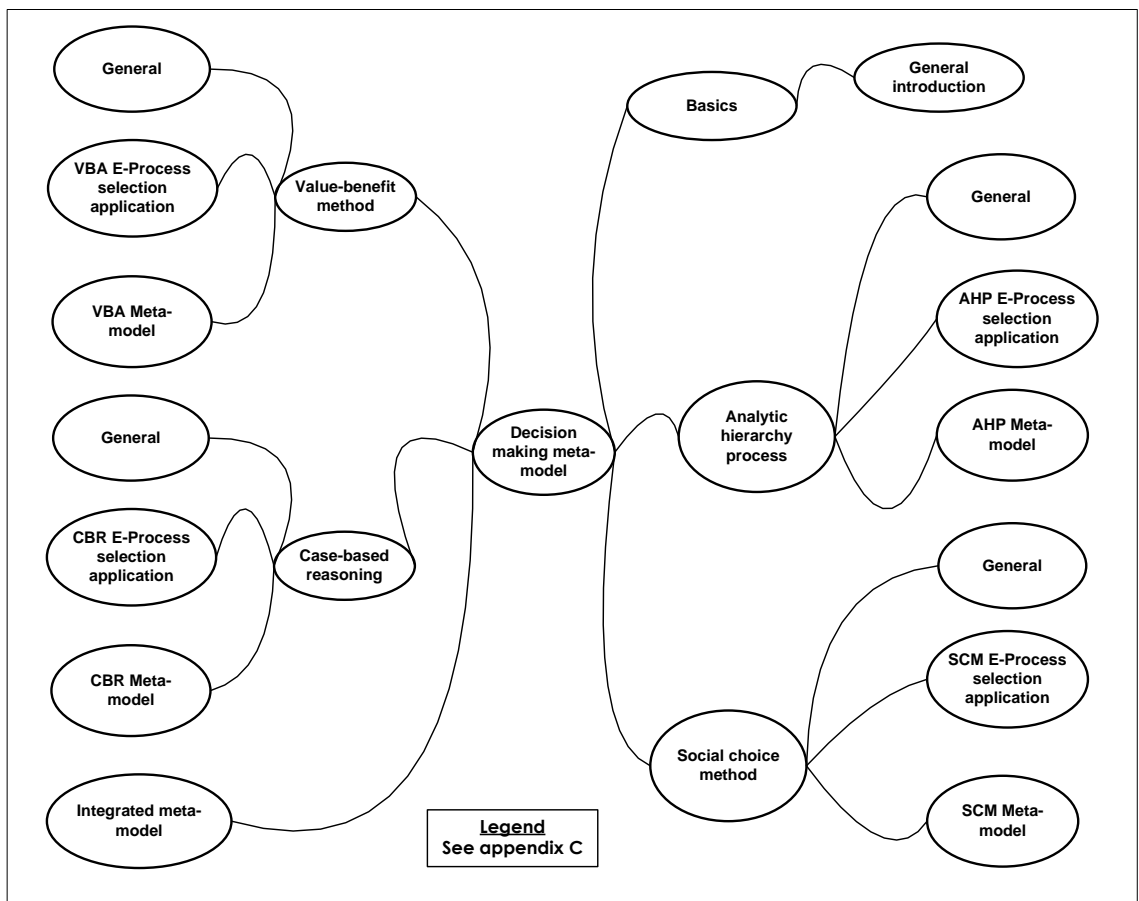 General
VBA E-Process
selection
application
Value-benefit
method
VBA Meta-
model
General
CBR E-Process
selection
application
Case-based
reasoning
CBR Meta-
model
Integrated meta-
model
Decision
making meta-
model
Basics
General
introduction
General
AHP E-Process
selection
application
Analytic
hierarchy
process
AHP Meta-
model
General
SCM E-Process
selection
application
Social choice
method
SCM Meta-
model
Legend
See appendix C